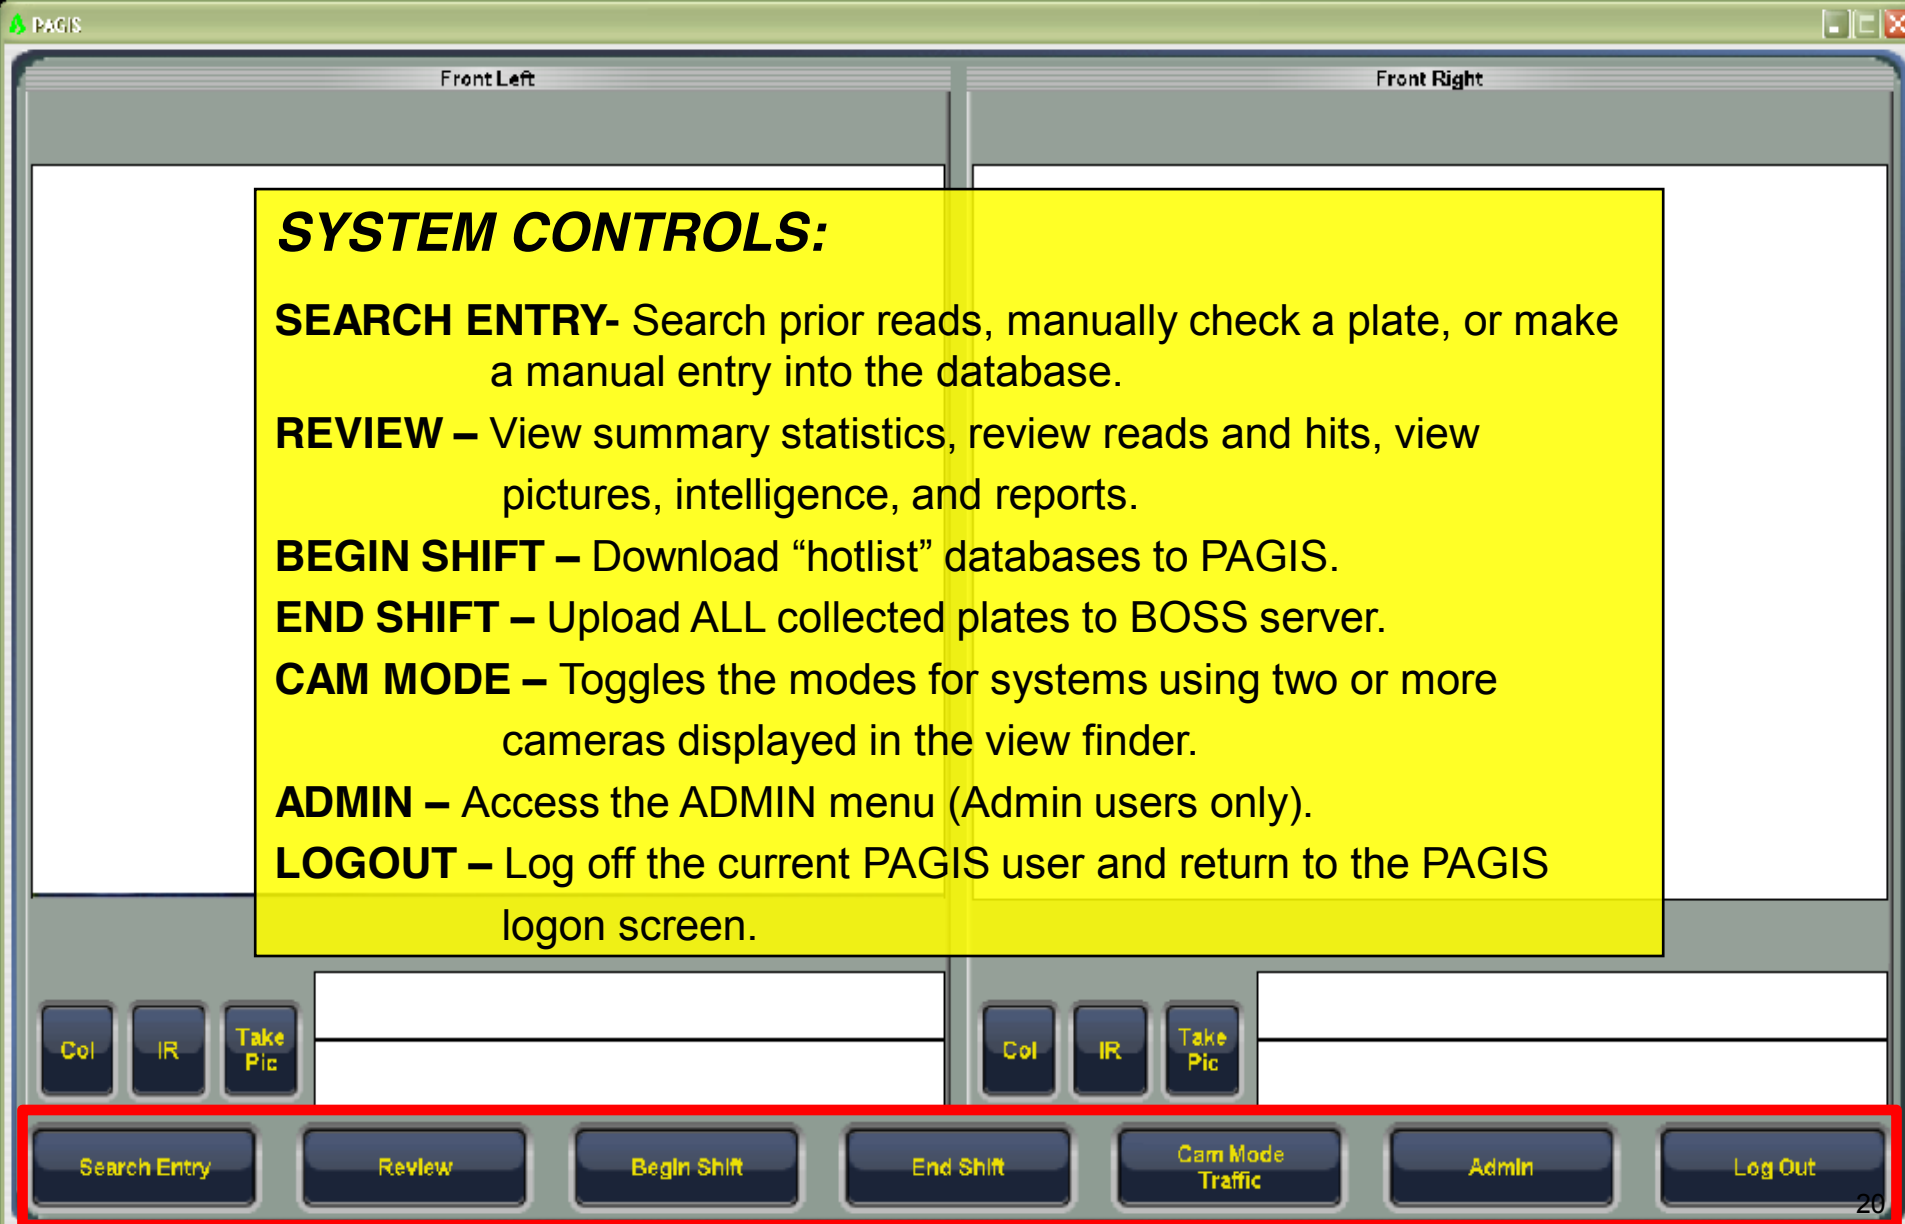 PAGIS
Front Left
Front Right
SYSTEM CONTROLS:
SEARCH ENTRY- Search prior reads, manually check a plate, or make
a manual entry into the database.
REVIEW – View summary statistics, review reads and hits, view
pictures, intelligence, and reports.
BEGIN SHIFT – Download “hotlist” databases to PAGIS.
END SHIFT – Upload ALL collected plates to BOSS server.
CAM MODE – Toggles the modes for systems using two or more
cameras displayed in the view finder.
ADMIN – Access the ADMIN menu (Admin users only).
LOGOUT – Log off the current PAGIS user and return to the PAGIS
logon screen.
Col
IR
Take
Pic
Col
IR
Take
Pic
Search Entry
Review
Begin Shift
End Shift
Cam Mode
Traffic
Admin
Log Out
20